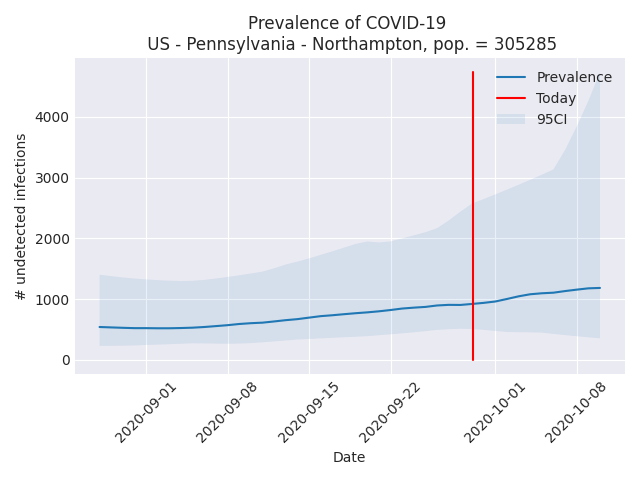 Prevalence of COVID-19
US - Pennsylvania - Northampton, pop. = 305285
Prevalence
Today
95CI
# undetected infections
4000
3000
2000
1000
0
2020-09-01
2020-09-08
2020-09-15
2020-09-22
2020-10-01
2020-10-08
Date